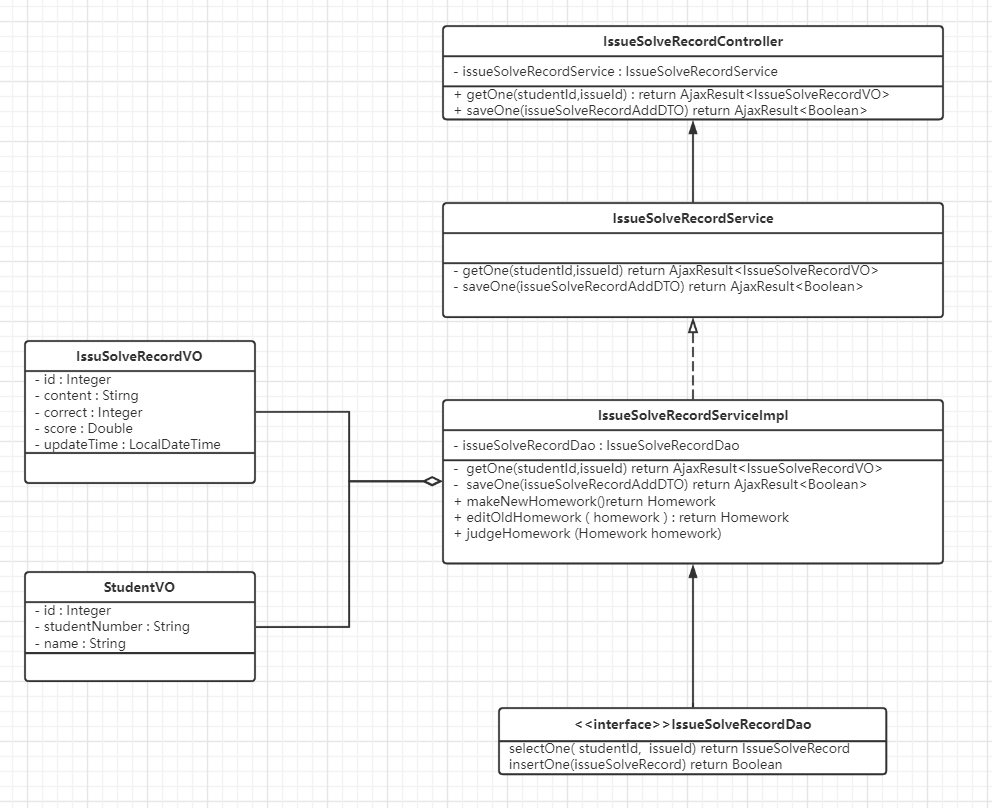 IssueSolveRecordController
- issueSolveRecordService : IssueSolveRecordService
+ getOne(studentId,issueId) : return AjaxResult<IssueSolveRecordVO>
+ saveOne(issueSolveRecordAddDTO) return AjaxResult<Boolean>
IssueSolveRecordService
- getOne(studentId,issueId) return AjaxResult<IssueSolveRecordVO>
- saveOne(issueSolveRecordAddDTO) return AjaxResult<Boolean>
IssuSolveRecordVO
- id : Integer
- content : Stirng
- correct : Integer
- score : Double
- updateTime : LocalDateTime
IssueSolveRecordServiceImpl
- issueSolveRecordDao : IssueSolveRecordDao
- getOne(studentId,issueId) return AjaxResult<IssueSolveRecordVO>
- saveOne(issueSolveRecordAddDTO) return AjaxResult<Boolean>
+ makeNewHomework()return Homework
+ editOldHomework ( homework ) : return Homework
+ judgeHomework (Homework homework)
StudentVO
- id : Integer
- studentNumber : String
- name : String
<<interface>>IssueSolveRecordDao
selectOne( studentId, issueId) return IssueSolveRecord
insertOne(issueSolveRecord) return Boolean